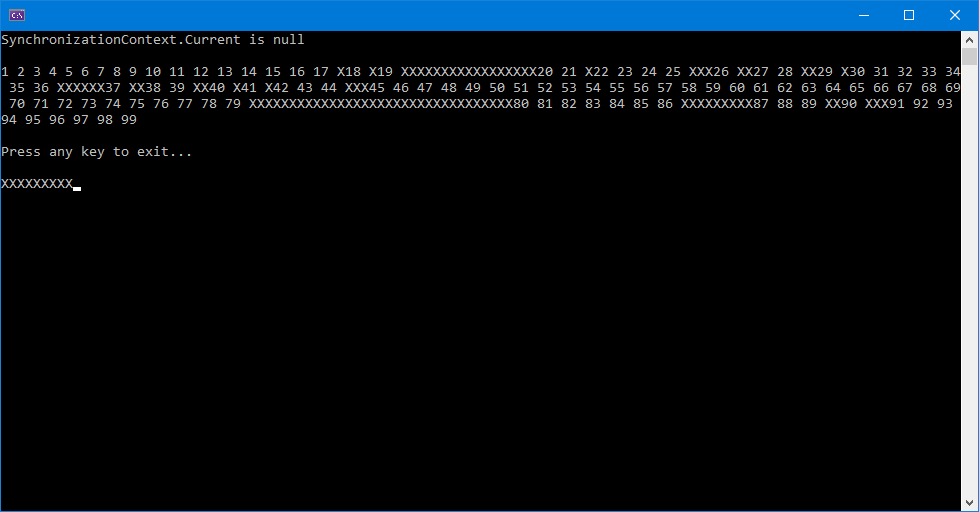 C:\
SynchronizationContext.Current is null
1 2 3 4 5 6 7 8 9 10 11 12 13 14 15 16 17 X18 X19 XXXXXXXXXXXXXXXXX20 21 X22 23 24 25 XXX26 XX27 28 XX29 X30 31 32 33 34
35 36 XXXXXX37 XX38 39 XX40 X41 X42 43 44 XXX45 46 47 48 49 50 51 52 53 54 55 56 57 58 59 60 61 62 63 64 65 66 67 68 69
70 71 72 73 74 75 76 77 78 79 XXXXXXXXXXXXXXXXXXXXXXXXXXXXXXXXX80 81 82 83 84 85 86 XXXXXXXXX87 88 89 XX90 XXX91 92 93
94 95 96 97 98 99
Press any key to exit...
XXXXXXXXX